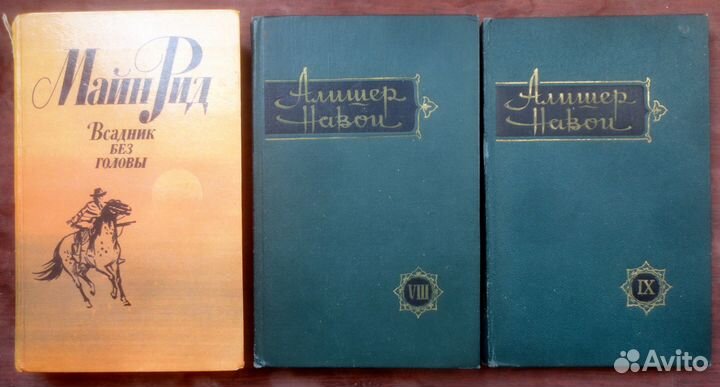 Майн Рид
Всадник
без
головы
Алишер
Навои
VIII
Алишер
Навои
IX
Avito